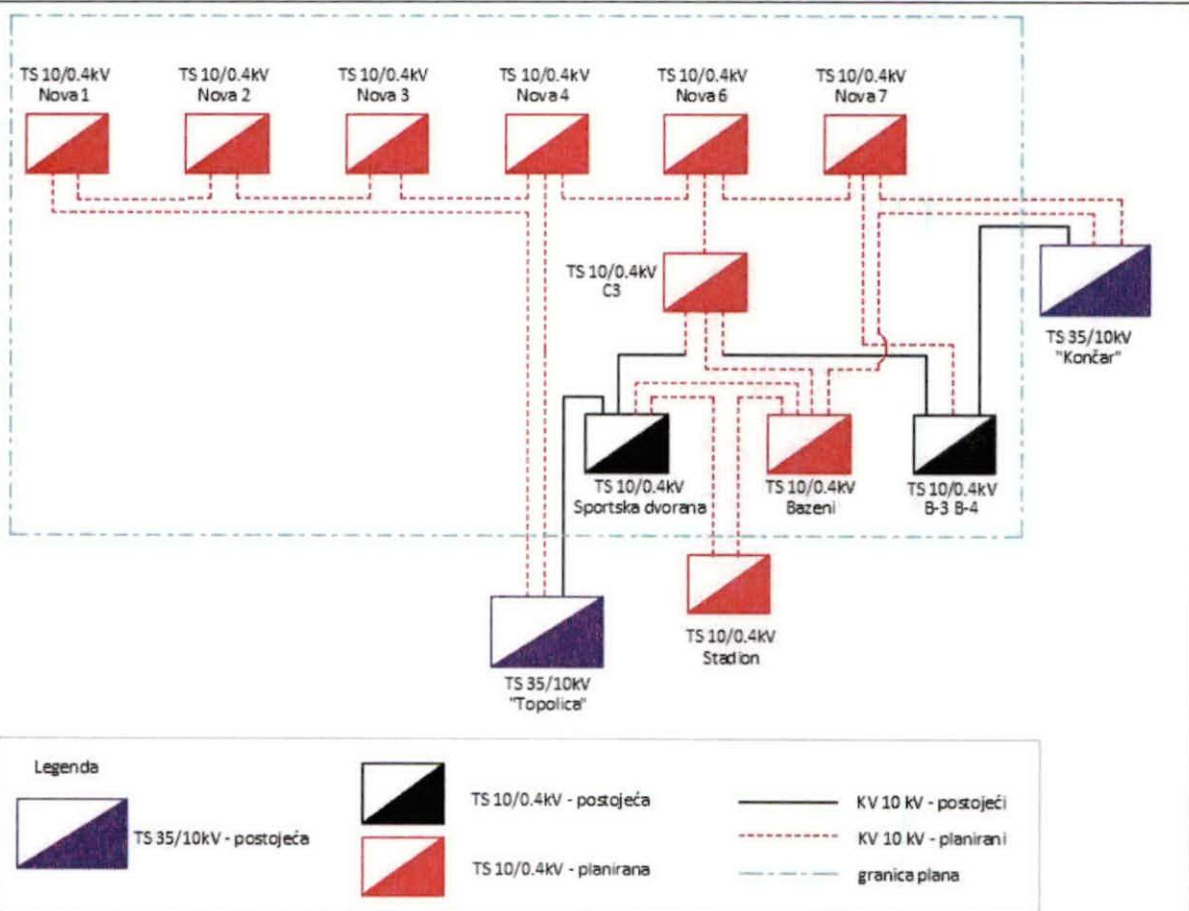 TS 10/0.4kV
Nova 1
TS 10/0.4kV
Nova 2
TS 10/0.4kV
Nova 3
TS 10/0.4kV
Nova 4
TS 10/0.4kV
Nova 6
TS 10/0.4kV
Nova 7
TS 10/0.4kV
C3
TS 35/10kV
"Končar"
TS 10/0.4kV
Sportska dvorana
TS 10/0.4kV
Bazeni
TS 10/0.4kV
B-3 B-4
TS 10/0.4kV
Stadion
TS 35/10kV
"Topolica"
Legenda
TS 35/10kV - postojeća
TS 10/0.4kV - postojeća
TS 10/0.4kV - planirana
KV 10 kV - postojeći
KV 10 kV - planirani
granica plana